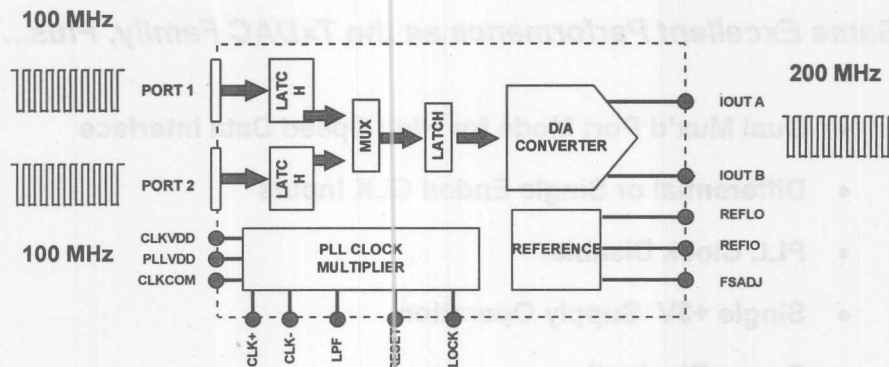 Same Excellent Performance as the TxDAC Family, Plus...
100 MHz
200 MHz
PORT 1
LATC
H
MUX
LATCH
D/A
CONVERTER
IOUT A
Dual Mux'd Port Mode for High Speed Data Interface
PORT 2
LATC
H
IOUT B
• Differential or Single Ended CLK Inputs
REFLO
100 MHz
CLKVDD
PLL CLOCK
MULTIPLIER
REFERENCE
REFIO
PLLVDD
• PLL Clock Disable
CLKCOM
FSADJ
• Single Supply Operation
CLK+
CLK-
LPF
RESET
LOCK